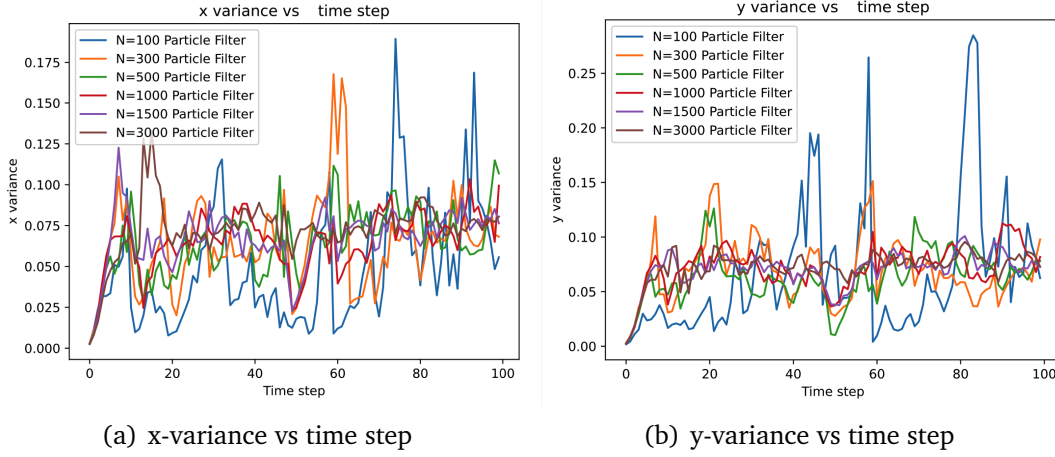 x variance vs    time step
x variance
0.175
0.150
0.125
0.100
0.075
0.050
0.025
0.000
N=100 Particle Filter
N=300 Particle Filter
N=500 Particle Filter
N=1000 Particle Filter
N=1500 Particle Filter
N=3000 Particle Filter
0 20 40 60 80 100
Time step
(a) x-variance vs time step
y variance vs    time step
y variance
0.25
0.20
0.15
0.10
0.05
0.00
N=100 Particle Filter
N=300 Particle Filter
N=500 Particle Filter
N=1000 Particle Filter
N=1500 Particle Filter
N=3000 Particle Filter
0 20 40 60 80 100
Time step
(b) y-variance vs time step